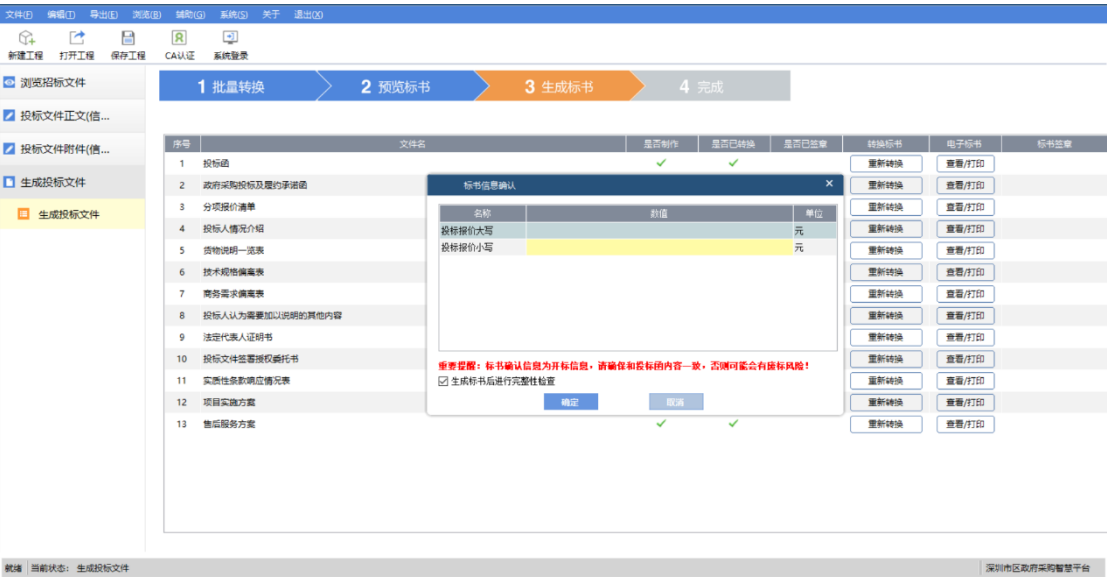 文件(F) 编辑(T) 导出(E) 浏览(B) 辅助(G) 系统(S) 关于 退出(X)
新建工程 打开工程 保存工程 CA认证 系统登录
浏览招标文件
投标文件正文(信...
投标文件附件(信...
生成投标文件
生成投标文件
1 批量转换 2 预览标书 3 生成标书 4 完成
序号 文件名 是否制作 是否已转换 是否已签章 转换标书 电子标书 标书签章
1 投标函 重新转换 查看/打印
2 政府采购投标及履约承诺函 重新转换 查看/打印
3 分项报价清单 重新转换 查看/打印
4 投标人情况介绍 重新转换 查看/打印
5 货物说明一览表 重新转换 查看/打印
6 技术规格偏离表 重新转换 查看/打印
7 商务需求偏离表 重新转换 查看/打印
8 投标人认为需要加以说明的其他内容 重新转换 查看/打印
9 法定代表人证明书 重新转换 查看/打印
10 投标文件签署授权委托书 重新转换 查看/打印
11 实质性条款响应情况表 重新转换 查看/打印
12 项目实施方案 重新转换 查看/打印
13 售后服务方案 重新转换 查看/打印
标书信息确认
名称 数值 单位
投标报价大写 元
投标报价小写 元
重要提醒：标书确认信息为开标信息，请确保和投标函内容一致，否则可能会有废标风险！
生成标书后进行完整性检查
确定 取消
就绪 当前状态: 生成投标文件 深圳市区政府采购智慧平台